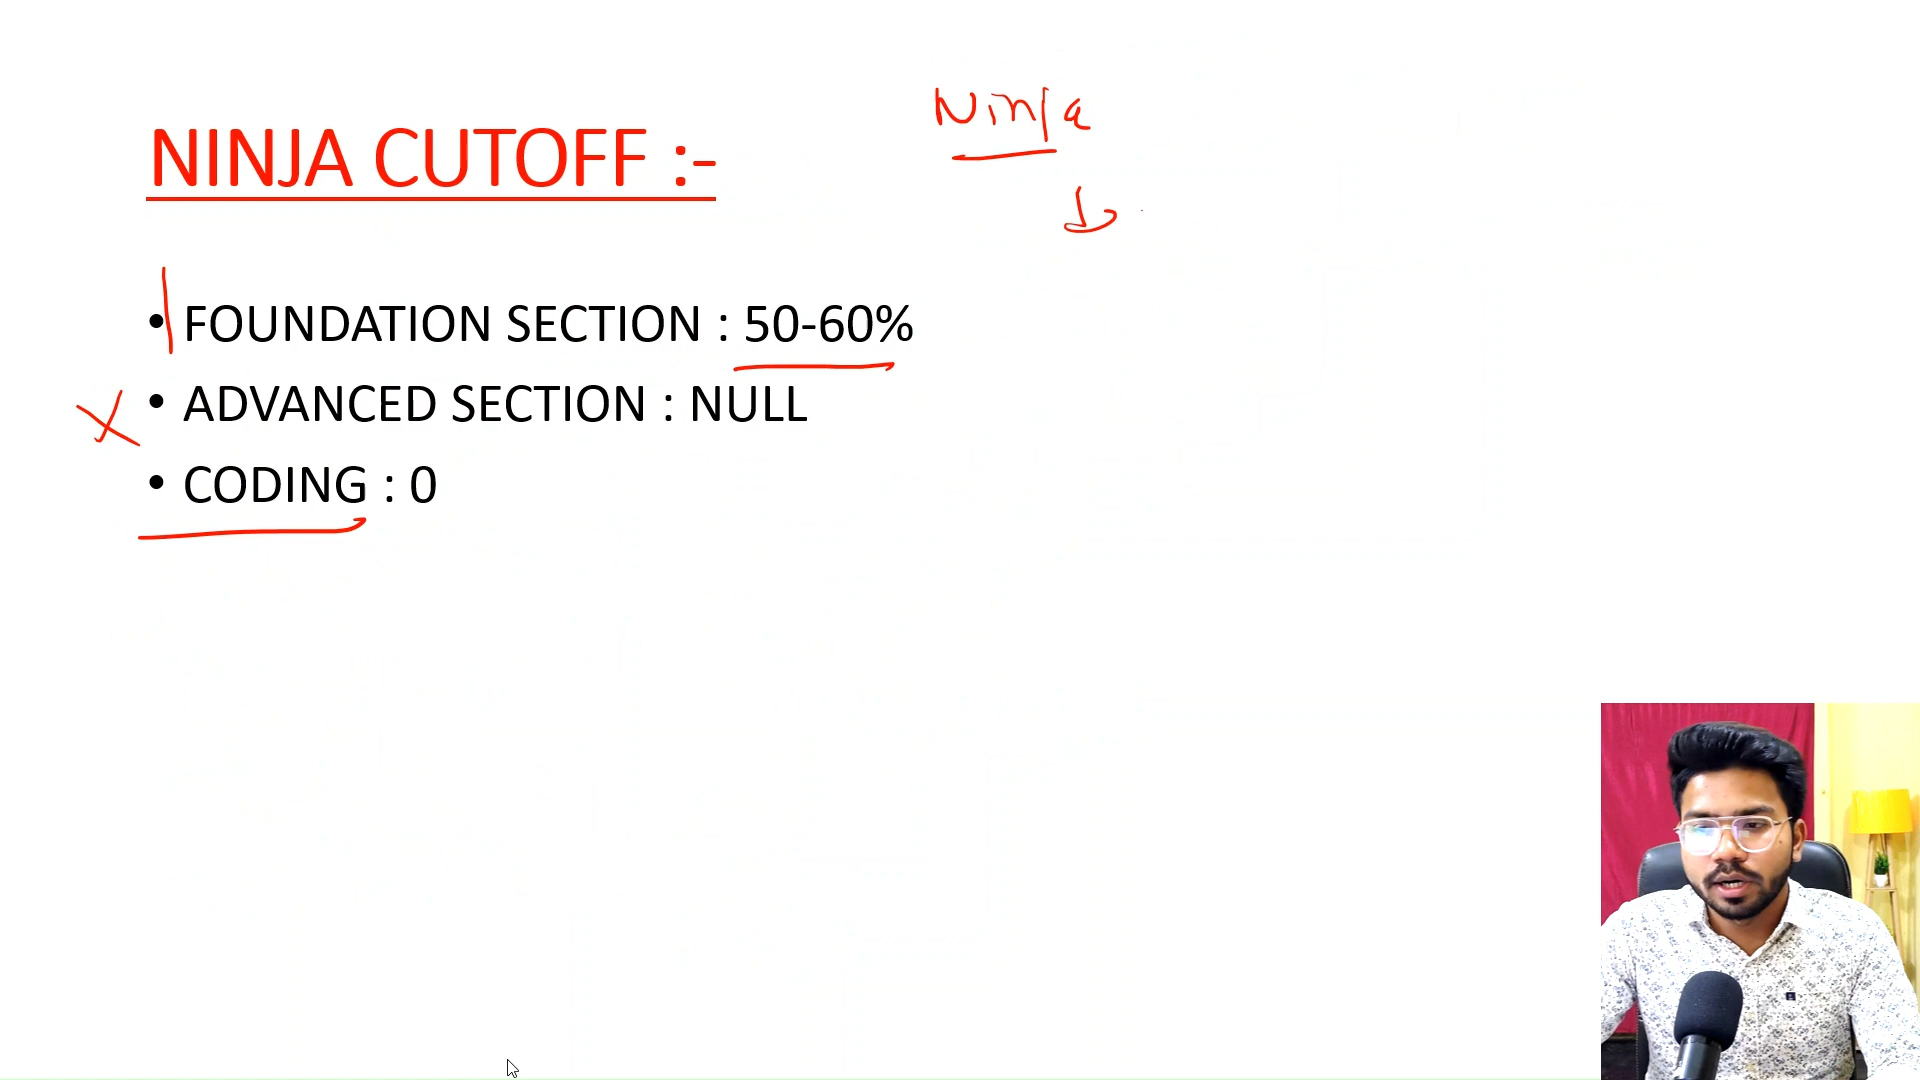 Ninja
NINJA CUTOFF :-
• FOUNDATION SECTION : 50-60%
• ADVANCED SECTION : NULL
• CODING : 0